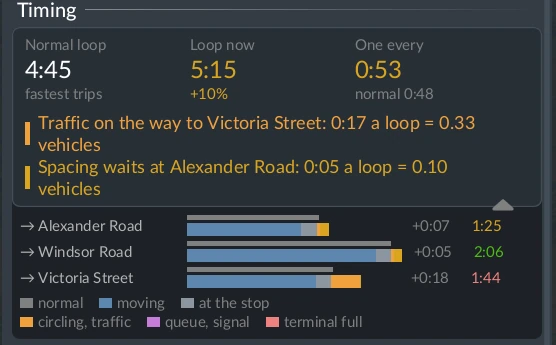 Timing
Normal loop Loop now One every
4:45 5:15 0:53
fastest trips +10% normal 0:48
Traffic on the way to Victoria Street: 0:17 a loop = 0.33
vehicles
Spacing waits at Alexander Road: 0:05 a loop = 0.10
vehicles
→ Alexander Road +0:07 1:25
→ Windsor Road +0:05 2:06
→ Victoria Street +0:18 1:44
normal moving at the stop
circling, traffic queue, signal terminal full